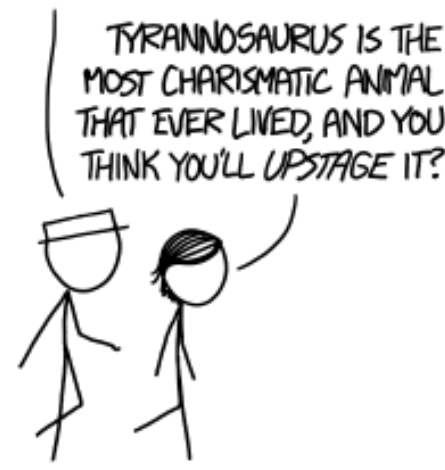 TYRANNOSAURUS IS THE
MOST CHARISMATIC ANIMAL
THAT EVER LIVED, AND YOU
THINK YOU'LL UPSTAGE IT?